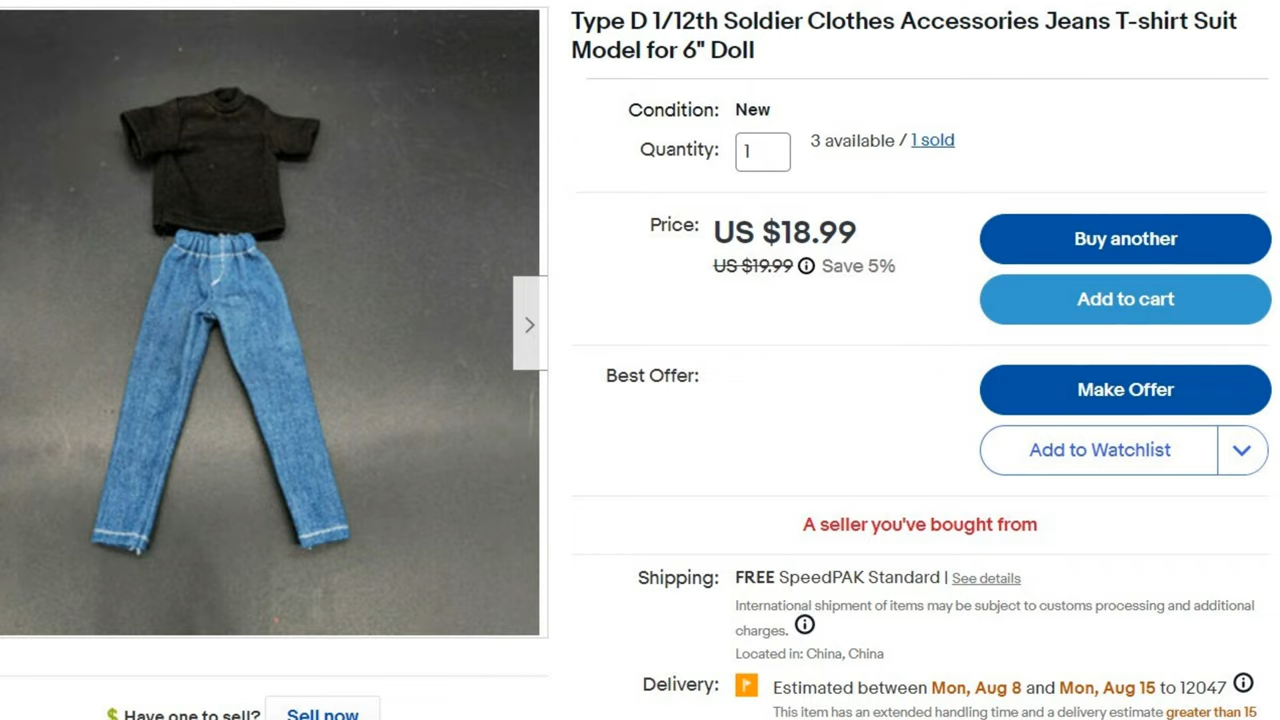 Type D 1/12th Soldier Clothes Accessories Jeans T-shirt Suit
Model for 6" Doll
Condition: New
Quantity: 1 3 available / 1 sold
Price: US $18.99
US $19.99 Save 5%
Buy another
Add to cart
Best Offer:
Make Offer
Add to Watchlist
A seller you've bought from
Shipping: FREE SpeedPAK Standard | See details
International shipment of items may be subject to customs processing and additional
charges.
Located in: China, China
Delivery: Estimated between Mon, Aug 8 and Mon, Aug 15 to 12047
This item has an extended handling time and a delivery estimate greater than 15
Have one to sell? Sell now